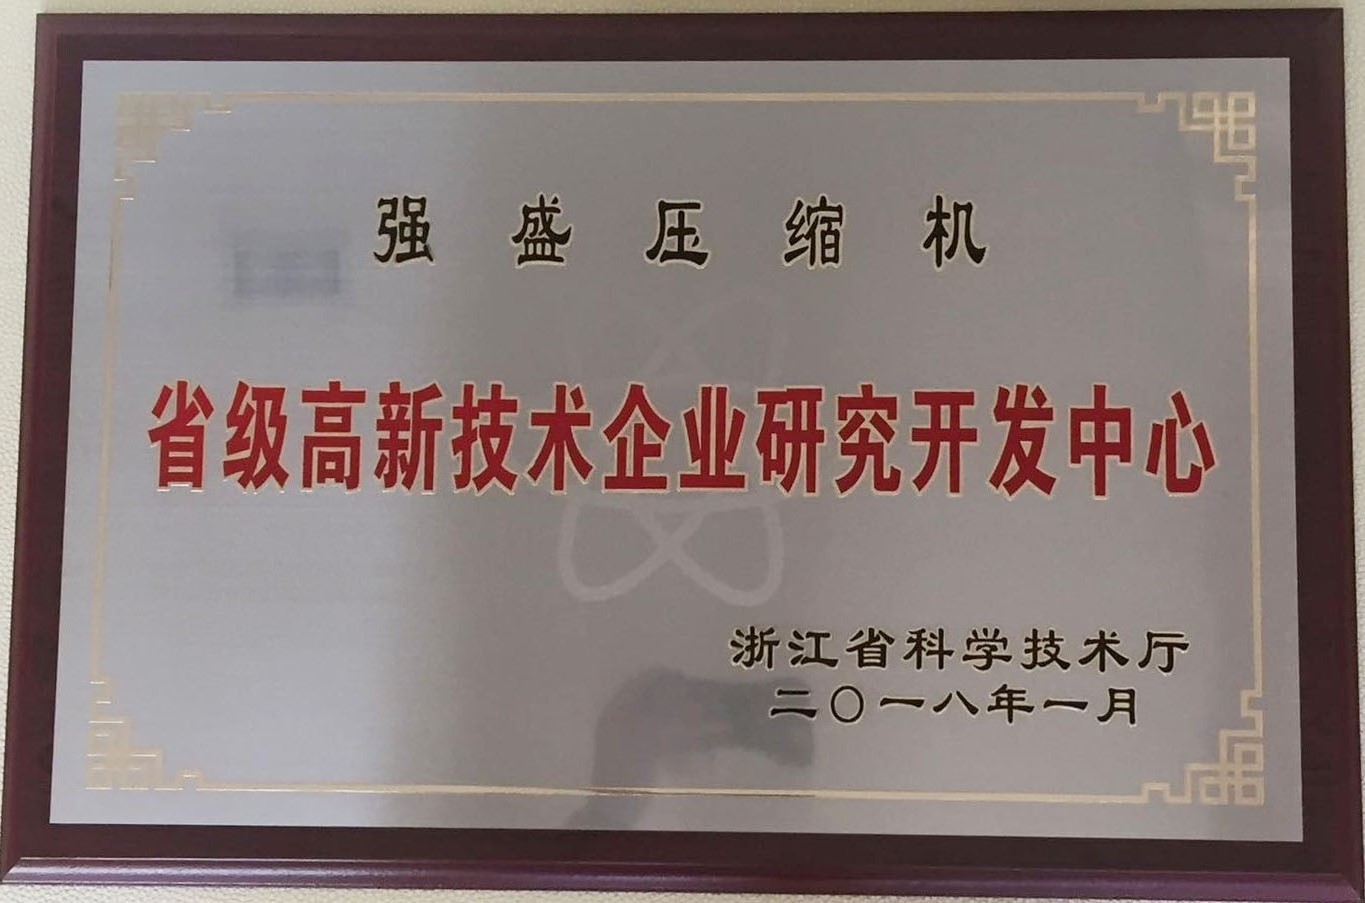 强盛压缩机
省级高新技术企业研究开发中心
浙江省科学技术厅
二〇一八年一月